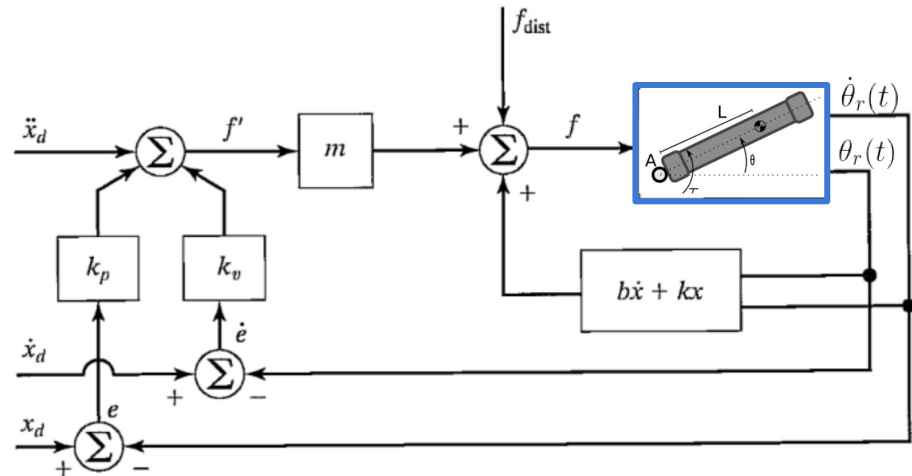 f_dist
ẍ_d
Σ
f'
m
+
Σ
f
+
L
A
θ
τ
θ̇_r(t)
θ_r(t)
k_p
k_v
bẋ + kx
ė
ẋ_d
+
Σ
−
e
x_d
+
Σ
−